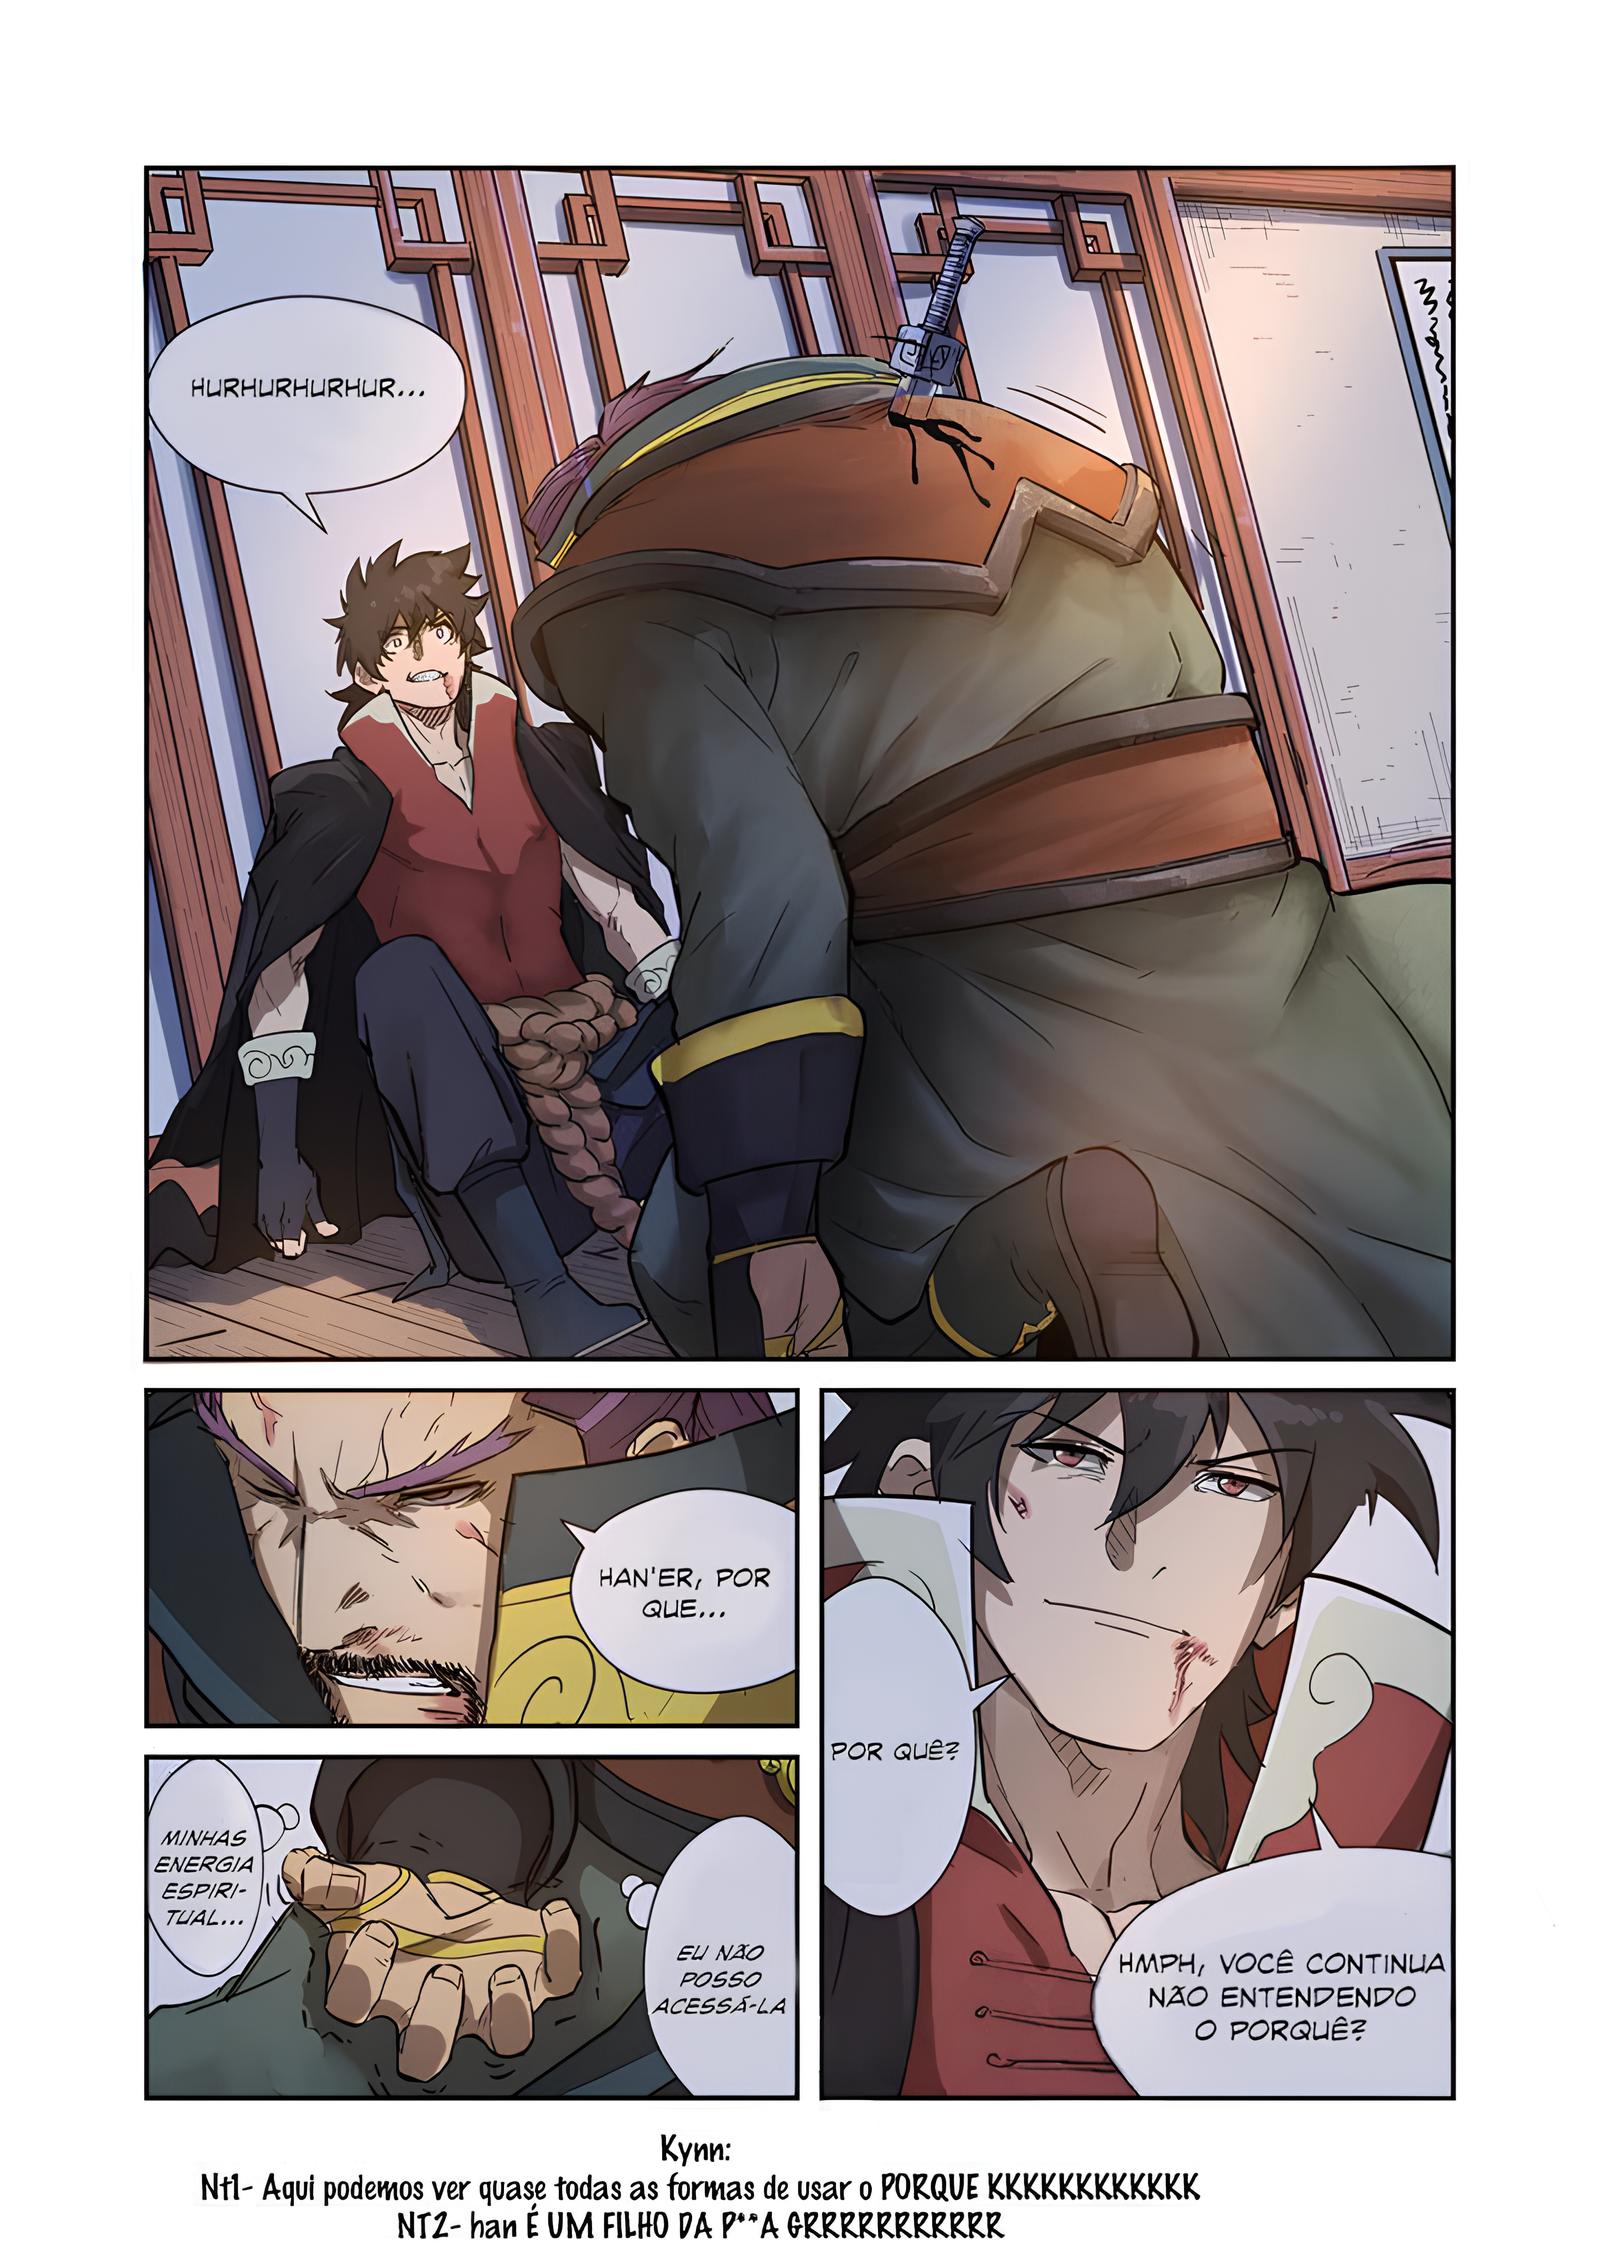 HURHURHURHUR...
HAN'ER, POR
QUE...
MINHAS
ENERGIA
ESPIRI-
TUAL...
EU NÃO
POSSO
ACESSÁ-LA
POR QUÊ?
HMPH, VOCÊ CONTINUA
NÃO ENTENDENDO
O PORQUÊ?
Kynn:
Nt1- Aqui podemos ver quase todas as formas de usar o PORQUE KKKKKKKKKKKK
NT2- han É UM FILHO DA P**A GRRRRRRRRRRR